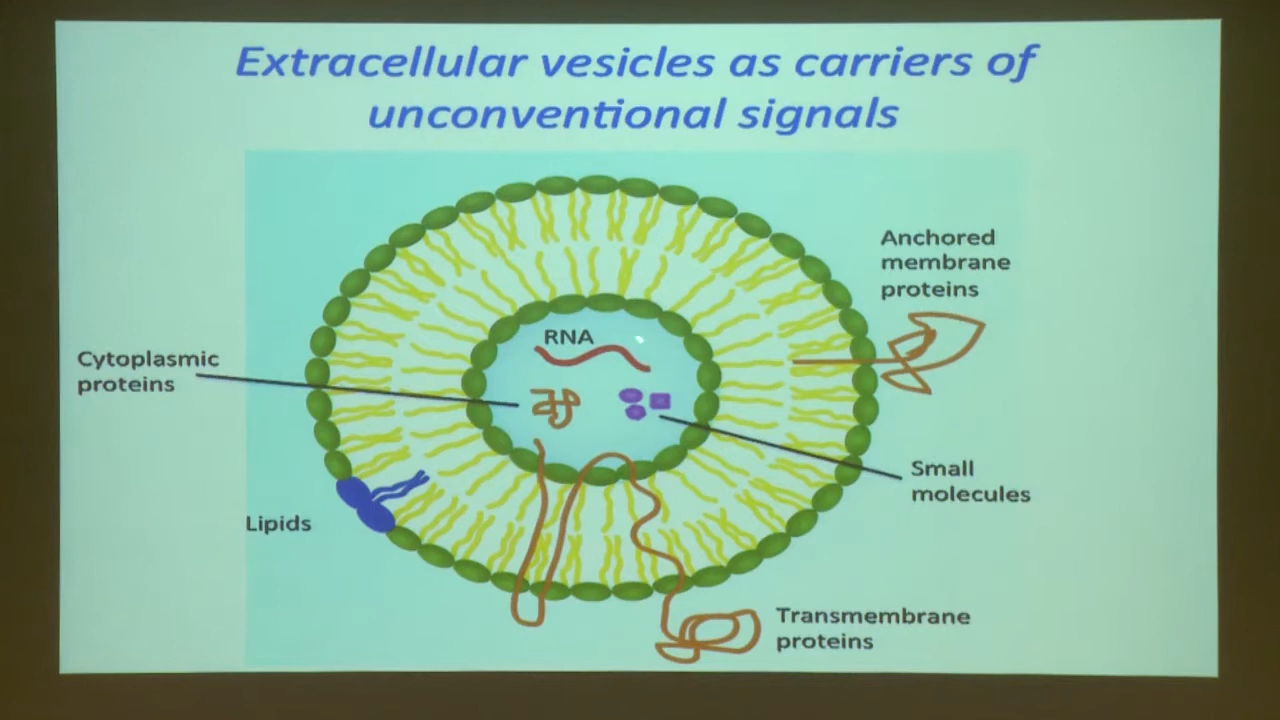 Extracellular vesicles as carriers of
unconventional signals
Anchored
membrane
proteins
RNA
Cytoplasmic
proteins
Small
molecules
Lipids
Transmembrane
proteins